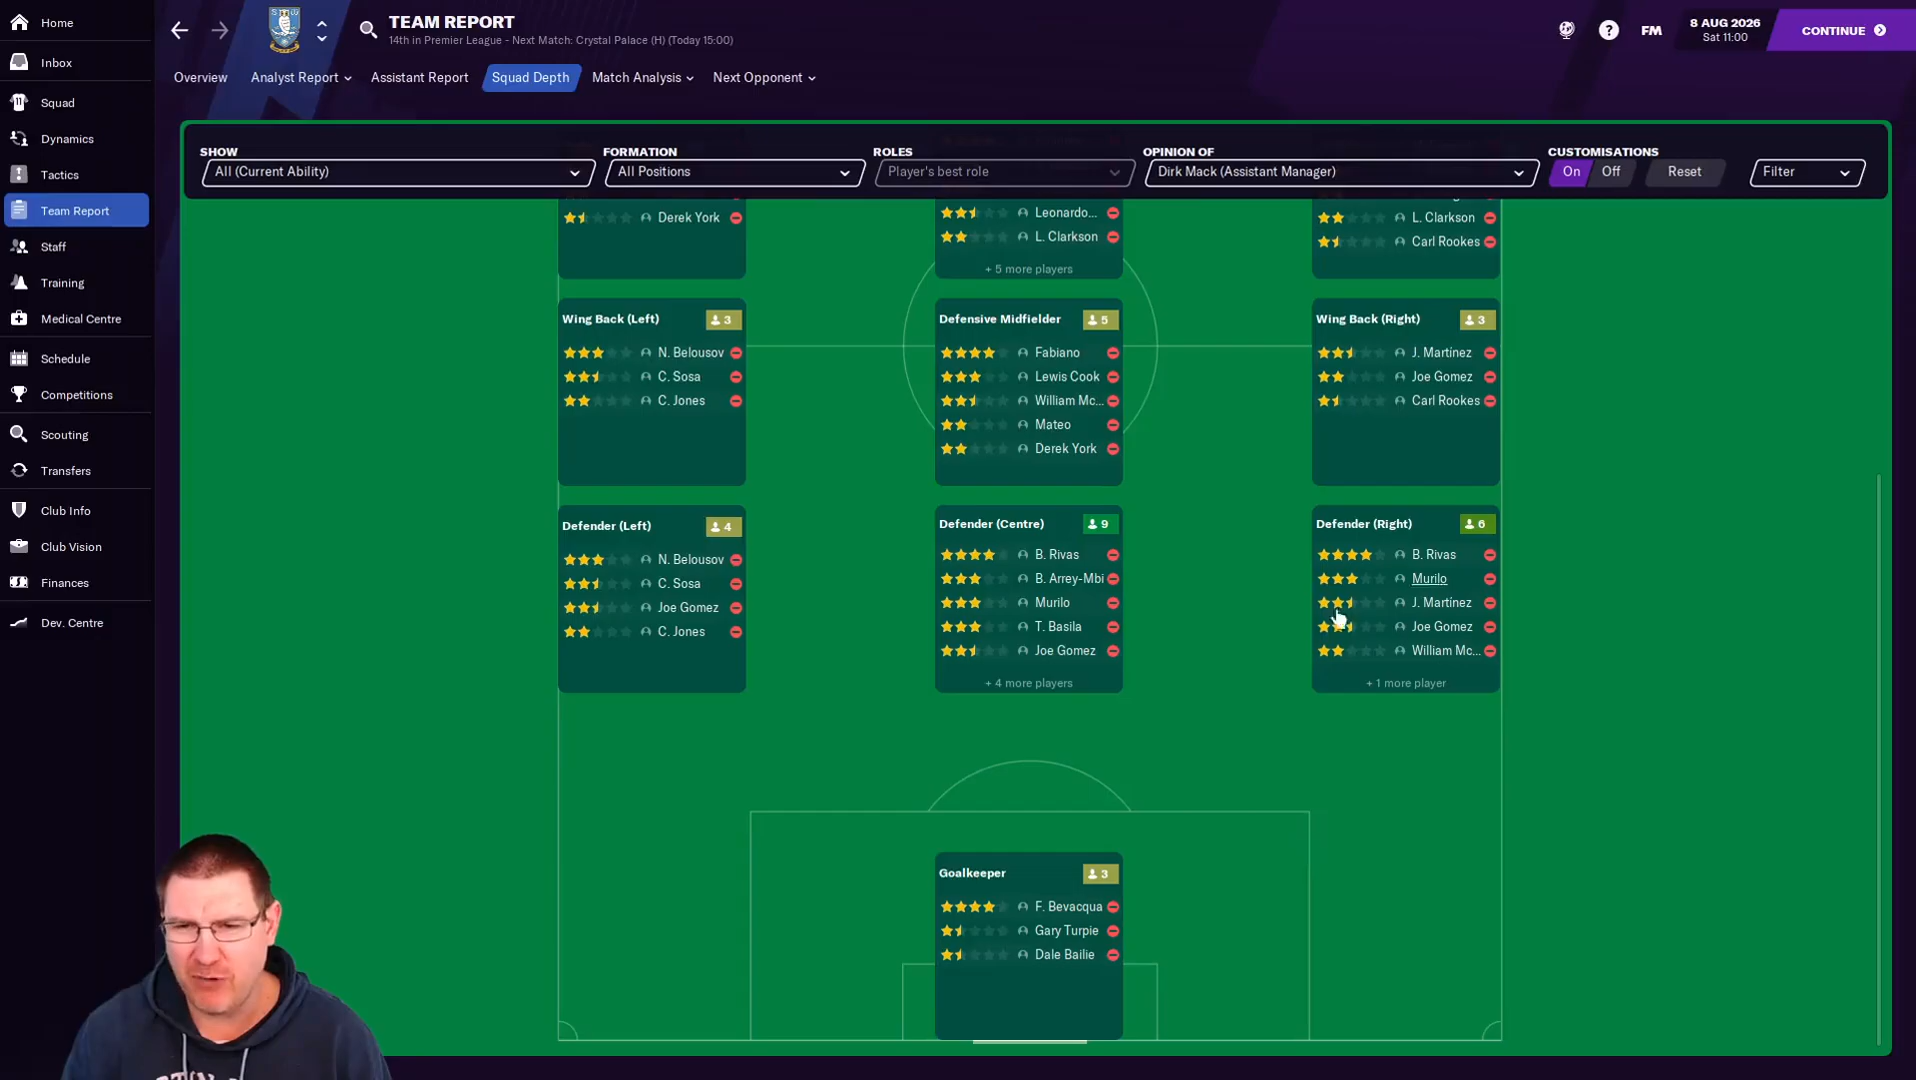 Home
Inbox
Squad
Dynamics
Tactics
Team Report
Staff
Training
Medical Centre
Schedule
Competitions
Scouting
Transfers
Club Info
Club Vision
Finances
Dev. Centre
TEAM REPORT
14th in Premier League - Next Match: Crystal Palace (H) (Today 15:00)
? FM
8 AUG 2026
Sat 11:00
CONTINUE
Overview Analyst Report Assistant Report Squad Depth Match Analysis Next Opponent
SHOW FORMATION ROLES OPINION OF CUSTOMISATIONS
All (Current Ability) All Positions Player's best role Dirk Mack (Assistant Manager) On Off Reset Filter
Derek York
Leonardo...
L. Clarkson
+ 5 more players
L. Clarkson
Carl Rookes
Wing Back (Left) 3
N. Belousov
C. Sosa
C. Jones
Defensive Midfielder 5
Fabiano
Lewis Cook
William Mc...
Mateo
Derek York
Wing Back (Right) 3
J. Martínez
Joe Gomez
Carl Rookes
Defender (Left) 4
N. Belousov
C. Sosa
Joe Gomez
C. Jones
Defender (Centre) 9
B. Rivas
B. Arrey-Mbi
Murilo
T. Basila
Joe Gomez
+ 4 more players
Defender (Right) 6
B. Rivas
Murilo
J. Martínez
Joe Gomez
William Mc...
+ 1 more player
Goalkeeper 3
F. Bevacqua
Gary Turpie
Dale Bailie